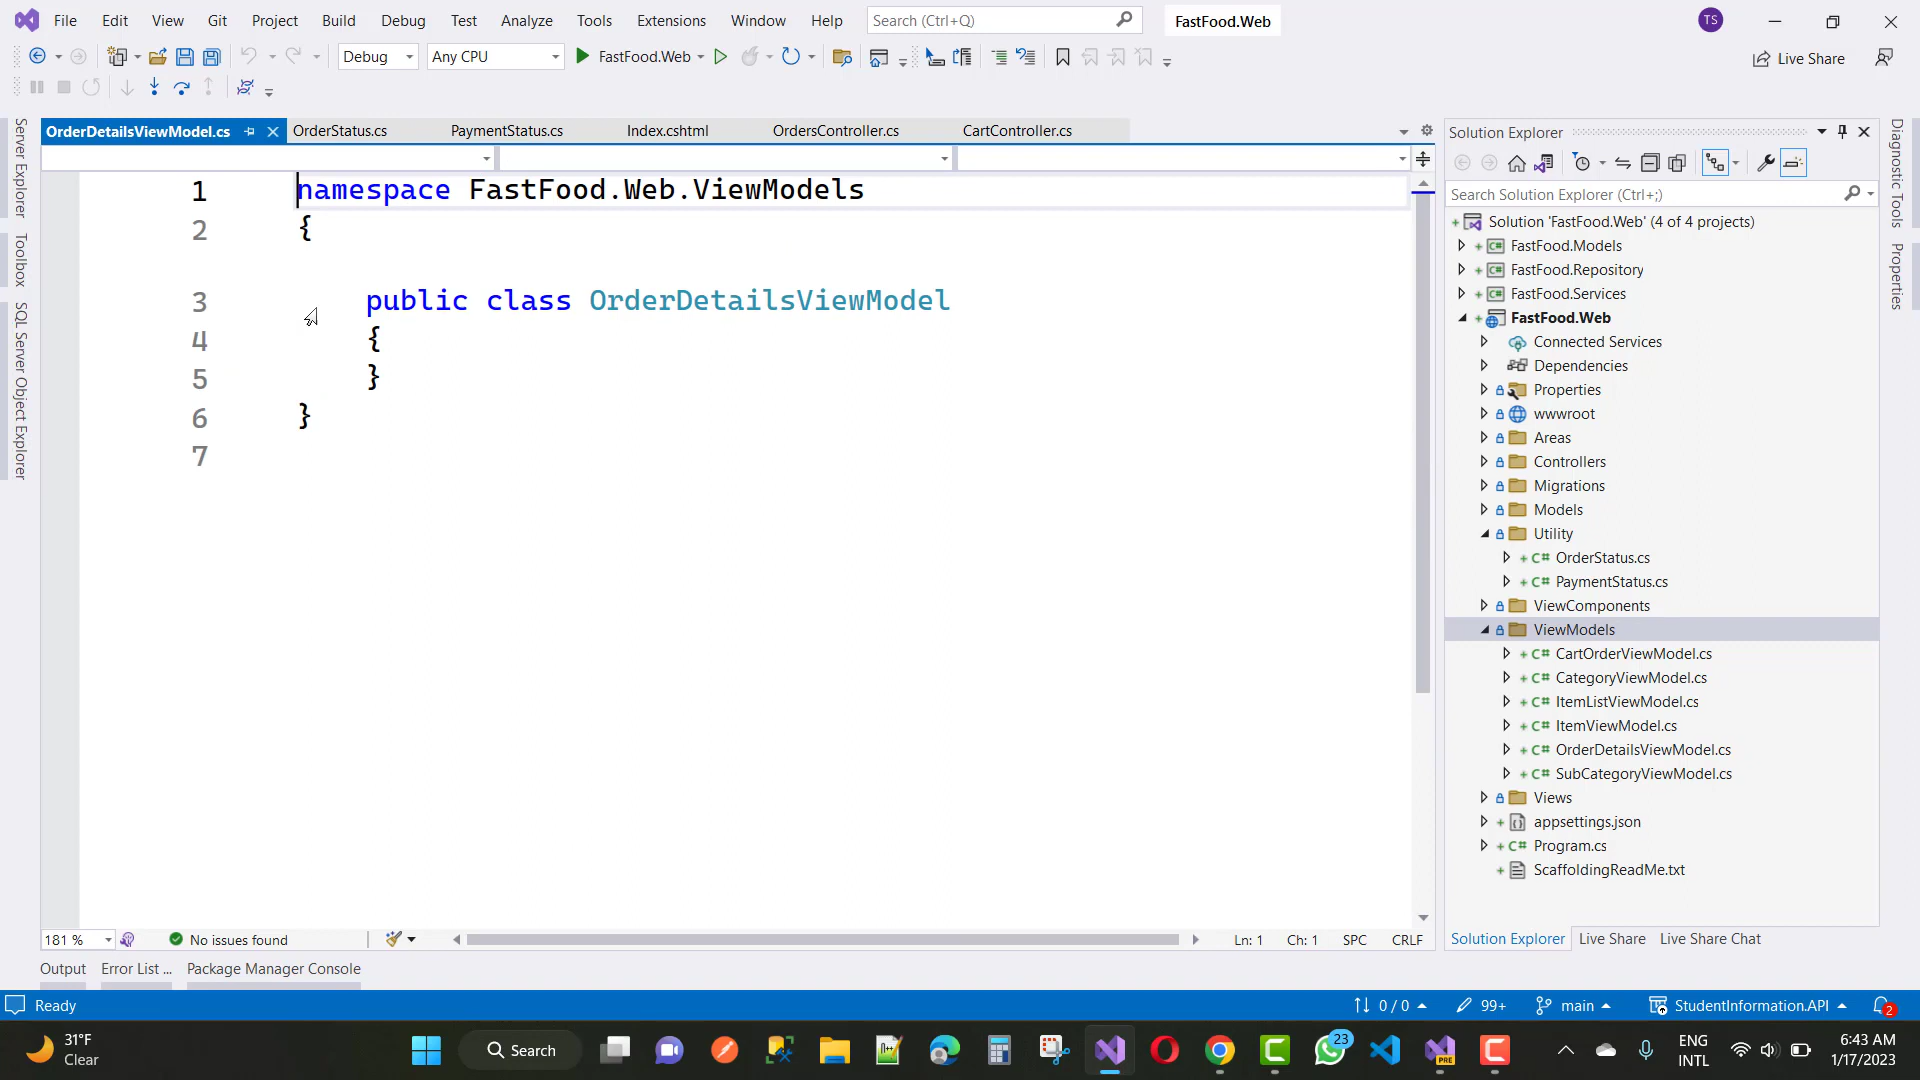 File Edit View Git Project Build Debug Test Analyze Tools Extensions Window Help Search (Ctrl+Q) FastFood.Web TS
Debug Any CPU FastFood.Web Live Share
OrderDetailsViewModel.cs OrderStatus.cs PaymentStatus.cs Index.cshtml OrdersController.cs CartController.cs
1 namespace FastFood.Web.ViewModels
2 {
3 public class OrderDetailsViewModel
4 {
5 }
6 }
7
181 % No issues found Ln: 1 Ch: 1 SPC CRLF
Output Error List ... Package Manager Console
Server Explorer
Toolbox
SQL Server Object Explorer
Solution Explorer
Search Solution Explorer (Ctrl+;)
Solution 'FastFood.Web' (4 of 4 projects)
FastFood.Models
FastFood.Repository
FastFood.Services
FastFood.Web
Connected Services
Dependencies
Properties
wwwroot
Areas
Controllers
Migrations
Models
Utility
C# OrderStatus.cs
C# PaymentStatus.cs
ViewComponents
ViewModels
C# CartOrderViewModel.cs
C# CategoryViewModel.cs
C# ItemListViewModel.cs
C# ItemViewModel.cs
C# OrderDetailsViewModel.cs
C# SubCategoryViewModel.cs
Views
appsettings.json
C# Program.cs
ScaffoldingReadMe.txt
Solution Explorer Live Share Live Share Chat
Diagnostic Tools
Properties
Ready 0 / 0 99+ main StudentInformation.API 2
31°F
Clear
Search
23
PRE
ENG
INTL
6:43 AM
1/17/2023